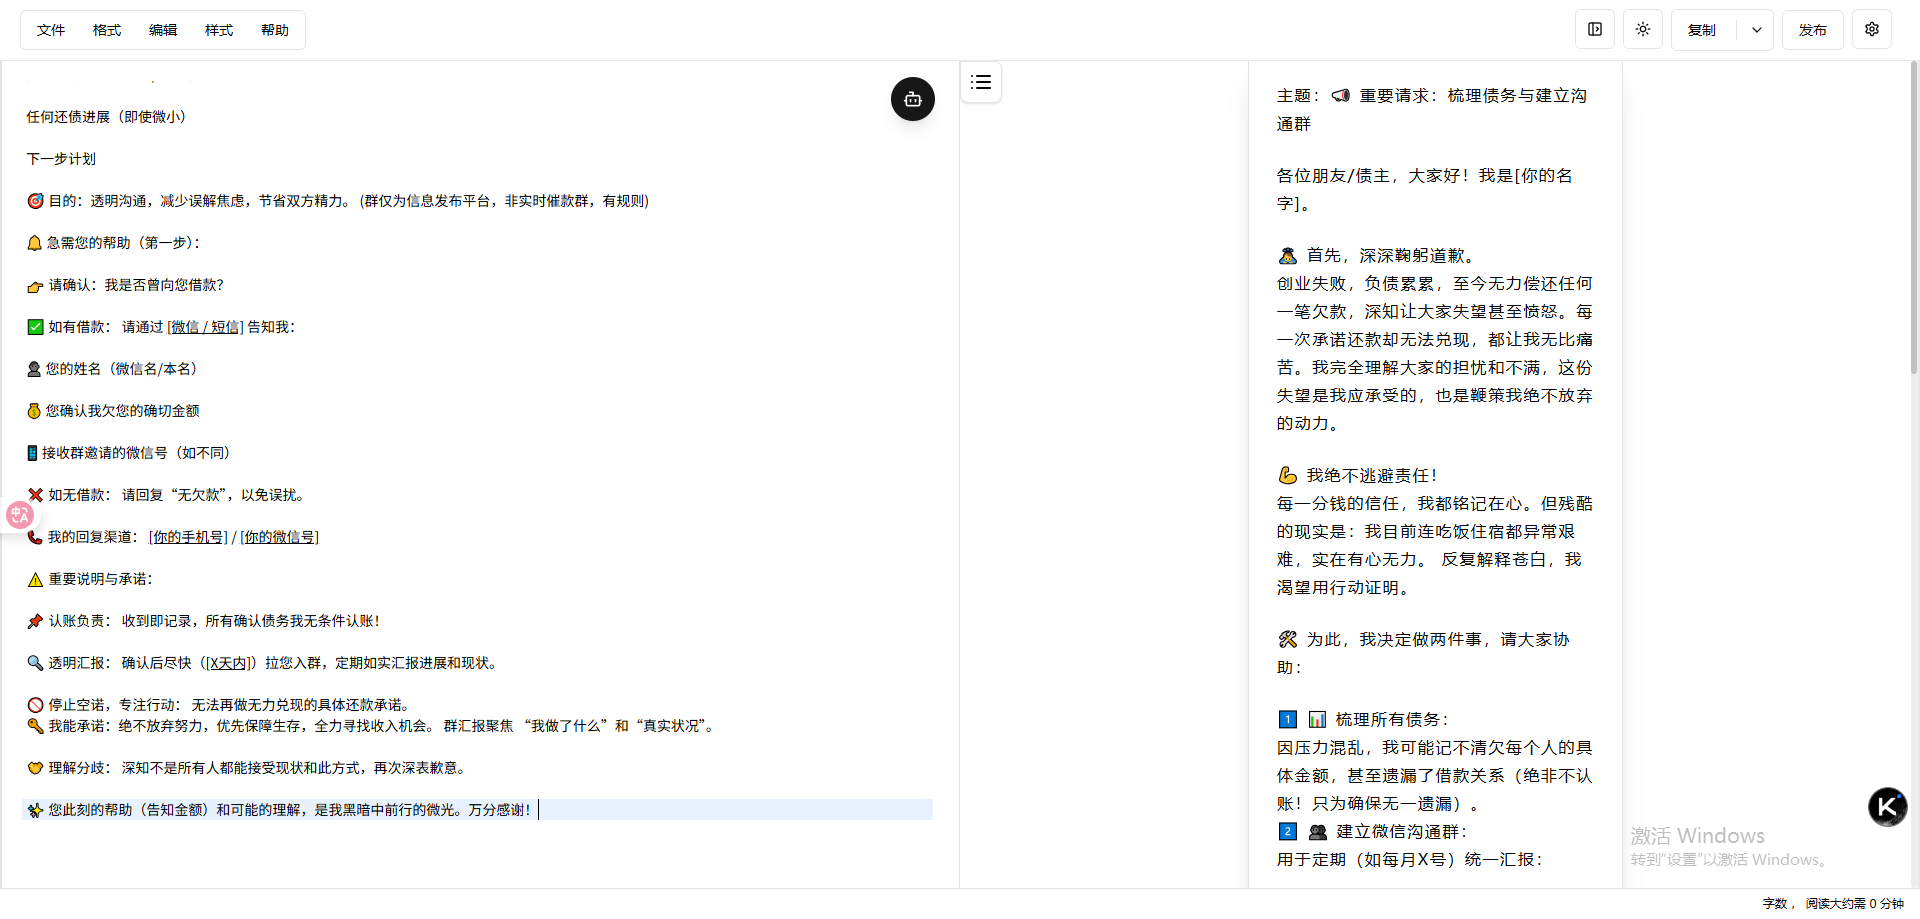 文件 格式 编辑 样式 帮助
复制 发布
任何还债进展（即使微小）
下一步计划
🎯 目的：透明沟通，减少误解焦虑，节省双方精力。 (群仅为信息发布平台，非实时催款群，有规则)
🔔 急需您的帮助（第一步）：
👉 请确认：我是否曾向您借款？
✅ 如有借款： 请通过 [微信 / 短信] 告知我：
👤 您的姓名（微信名/本名）
💰 您确认我欠您的确切金额
📱 接收群邀请的微信号（如不同）
❌ 如无借款： 请回复“无欠款”，以免误扰。
📞 我的回复渠道： [你的手机号] / [你的微信号]
⚠️ 重要说明与承诺：
📌 认账负责： 收到即记录，所有确认债务我无条件认账！
🔍 透明汇报： 确认后尽快（[X天内]）拉您入群，定期如实汇报进展和现状。
🚫 停止空诺，专注行动： 无法再做无力兑现的具体还款承诺。
🔑 我能承诺：绝不放弃努力，优先保障生存，全力寻找收入机会。 群汇报聚焦 “我做了什么”和“真实状况”。
🤝 理解分歧： 深知不是所有人都能接受现状和此方式，再次深表歉意。
✨ 您此刻的帮助（告知金额）和可能的理解，是我黑暗中前行的微光。万分感谢！
主题：📢 重要请求：梳理债务与建立沟
通群
各位朋友/债主，大家好！我是[你的名
字]。
🙇 首先，深深鞠躬道歉。
创业失败，负债累累，至今无力偿还任何
一笔欠款，深知让大家失望甚至愤怒。每
一次承诺还款却无法兑现，都让我无比痛
苦。我完全理解大家的担忧和不满，这份
失望是我应承受的，也是鞭策我绝不放弃
的动力。
💪 我绝不逃避责任！
每一分钱的信任，我都铭记在心。但残酷
的现实是：我目前连吃饭住宿都异常艰
难，实在有心无力。 反复解释苍白，我
渴望用行动证明。
🛠️ 为此，我决定做两件事，请大家协
助：
1️⃣ 📊 梳理所有债务：
因压力混乱，我可能记不清欠每个人的具
体金额，甚至遗漏了借款关系（绝非不认
账！只为确保无一遗漏）。
2️⃣ 👥 建立微信沟通群：
用于定期（如每月X号）统一汇报：
激活 Windows
转到“设置”以激活 Windows。
字数 ， 阅读大约需 0 分钟